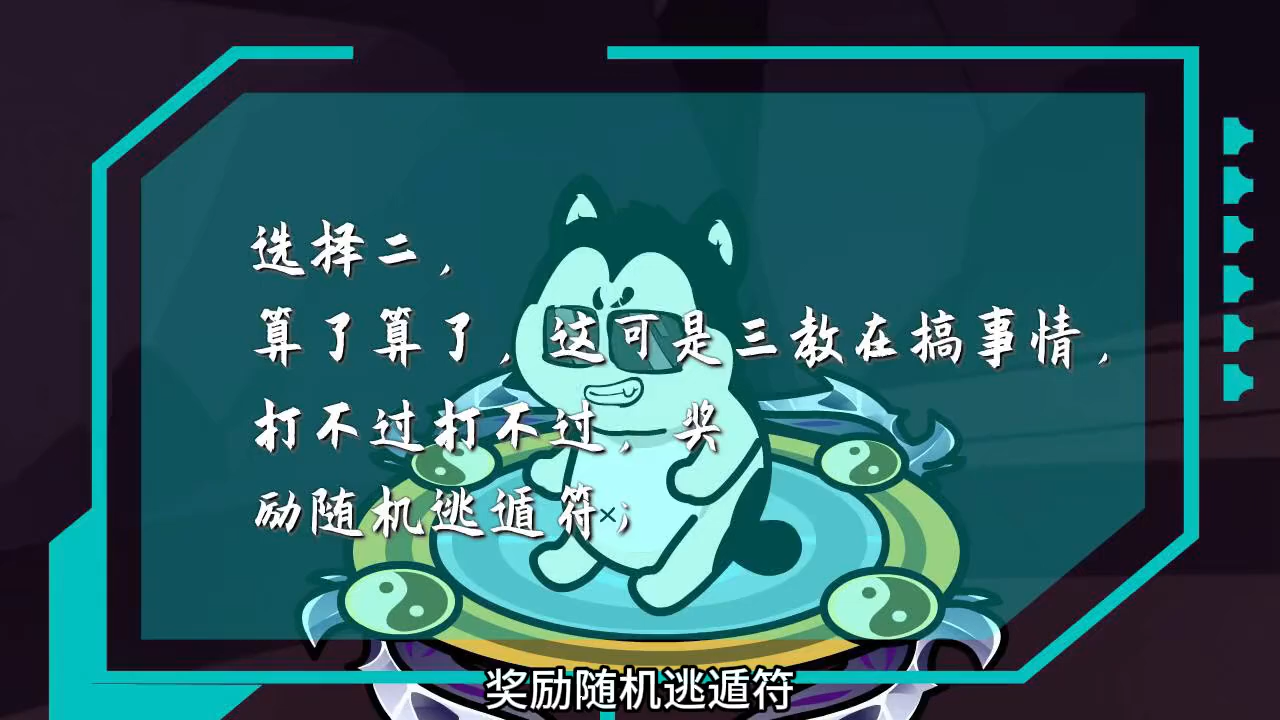 选择二，
算了算了，这可是三教在搞事情，
打不过打不过，奖
励随机逃遁符；
奖励随机逃遁符